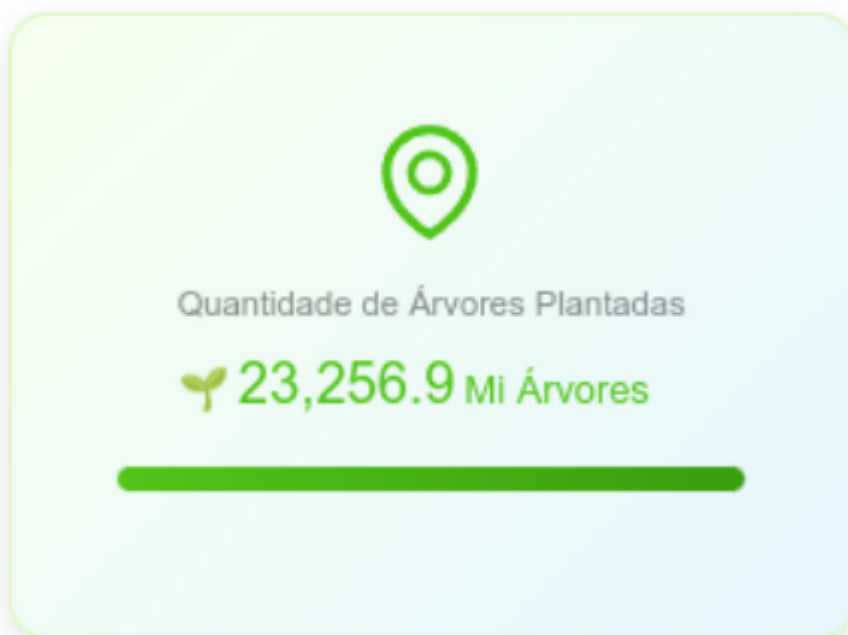 Quantidade de Árvores Plantadas
🌱 23,256.9 Mi Árvores